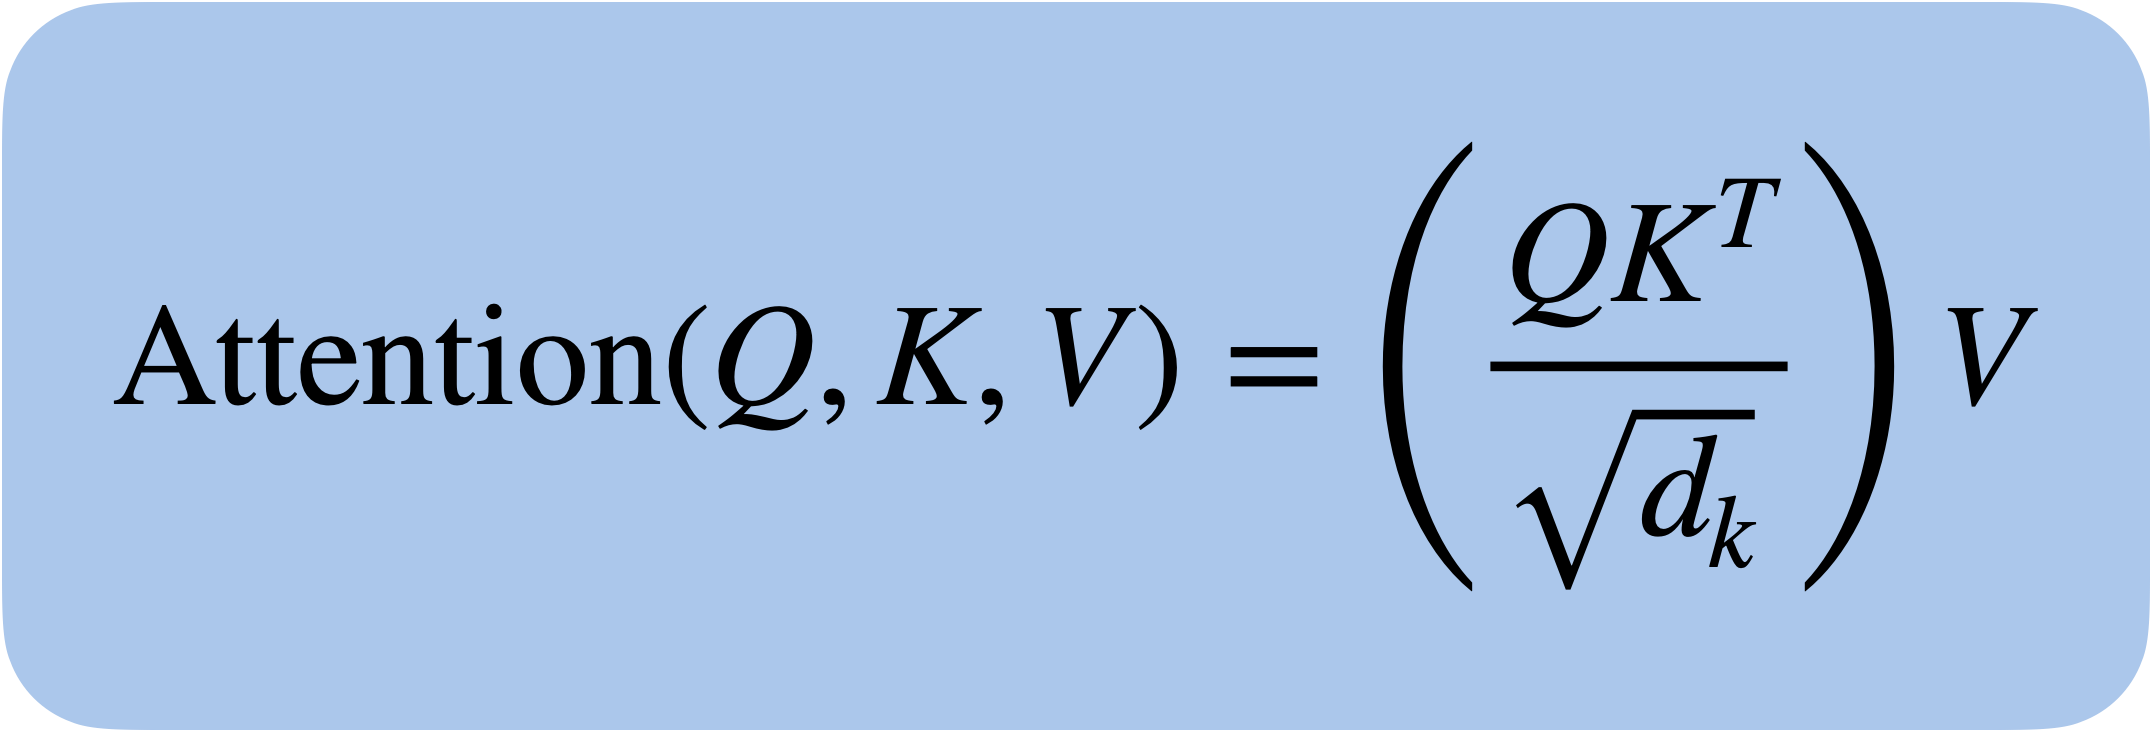 Attention(Q, K, V) = (QK^T / √d_k) V